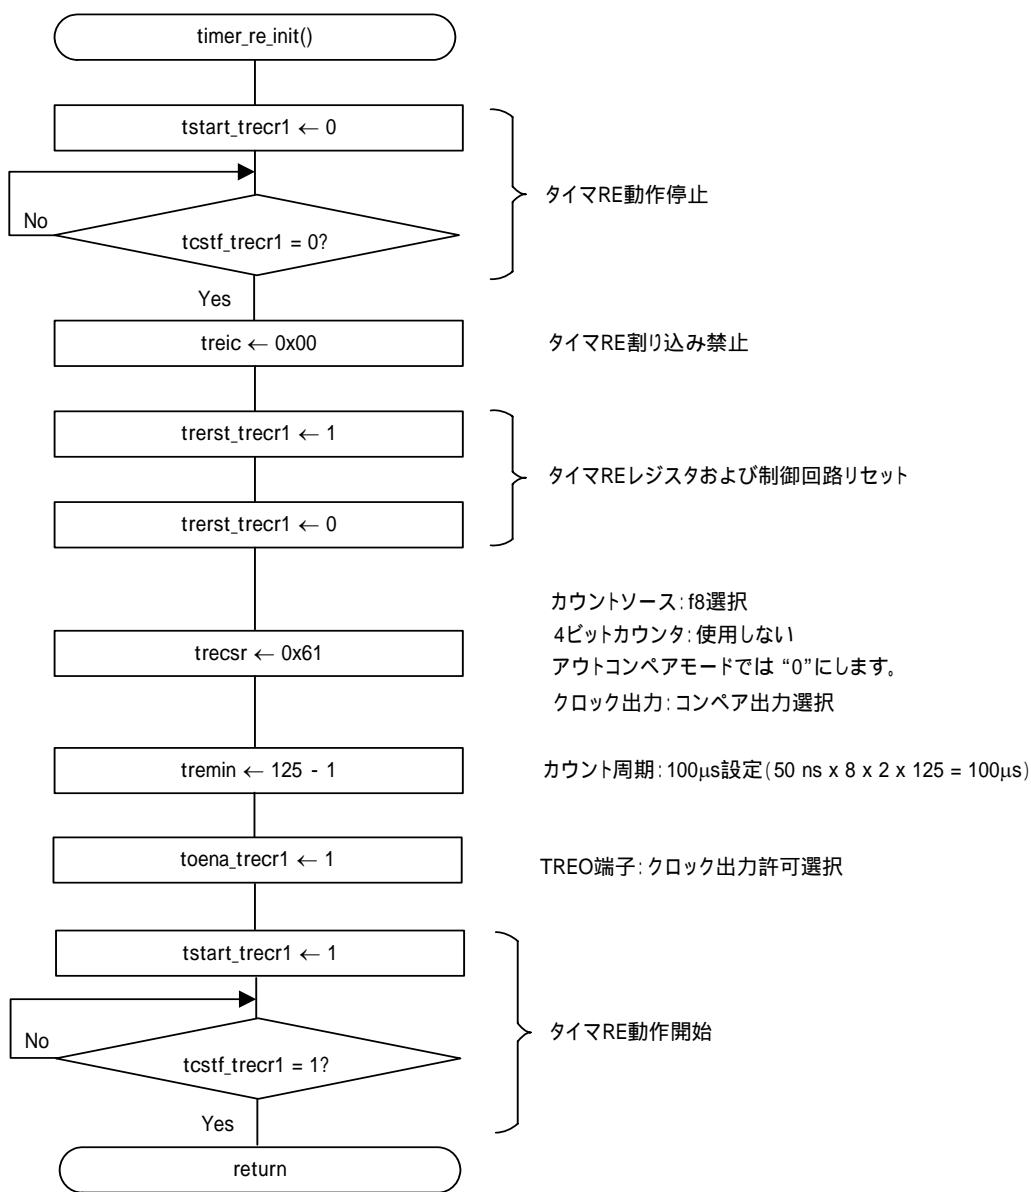 timer_re_init()
tstart_trecr1 ← 0
タイマRE動作停止
No
tcstf_trecr1 = 0?
Yes
treic ← 0x00
タイマRE割り込み禁止
trerst_trecr1 ← 1
タイマREレジスタおよび制御回路リセット
trerst_trecr1 ← 0
カウントソース:f8選択
4ビットカウンタ:使用しない
trecsr ← 0x61
アウトコンペアモードでは “0”にします。
クロック出力:コンペア出力選択
tremin ← 125 - 1
カウント周期:100μs設定(50 ns x 8 x 2 x 125 = 100μs)
toena_trecr1 ← 1
TREO端子:クロック出力許可選択
tstart_trecr1 ← 1
タイマRE動作開始
No
tcstf_trecr1 = 1?
Yes
return